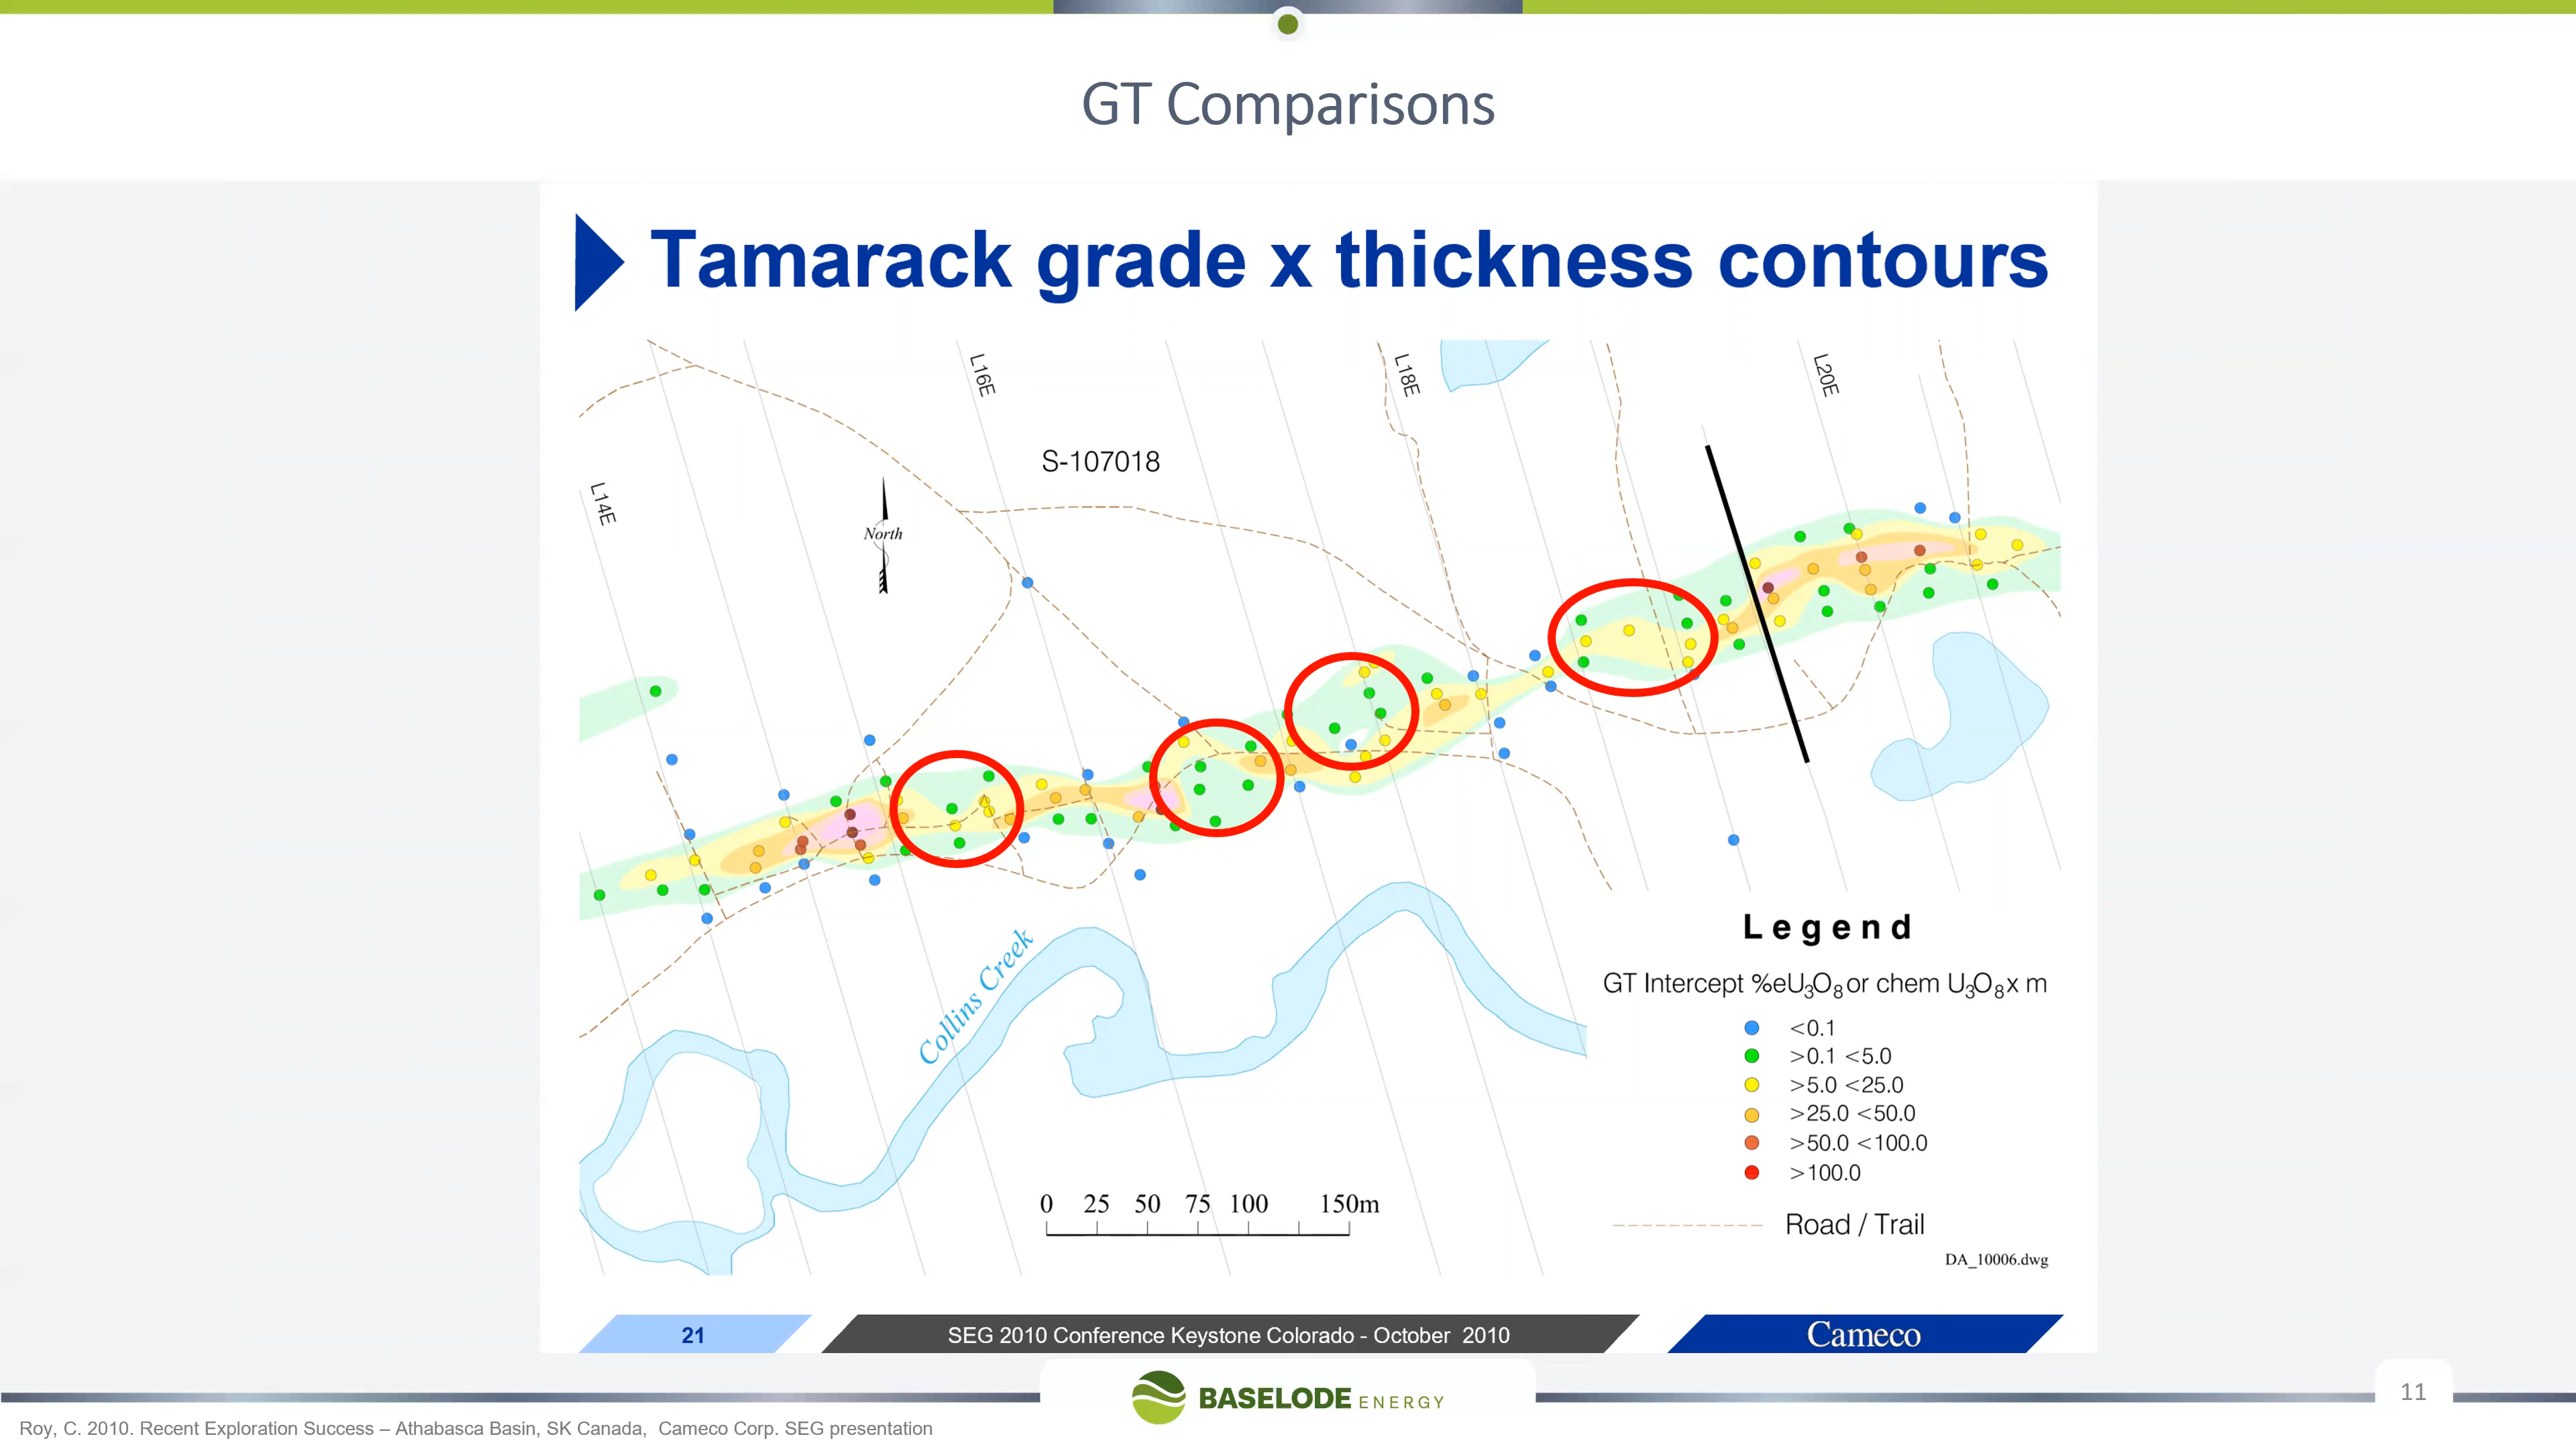 GT Comparisons
Tamarack grade x thickness contours
L14E
L16E
L18E
L20E
S-107018
North
Collins Creek
Legend
GT Intercept %eU₃O₈ or chem U₃O₈x m
<0.1
>0.1 <5.0
>5.0 <25.0
>25.0 <50.0
>50.0 <100.0
>100.0
Road / Trail
DA_10006.dwg
0 25 50 75 100 150m
21
SEG 2010 Conference Keystone Colorado - October 2010
Cameco
BASELODE ENERGY
11
Roy, C. 2010. Recent Exploration Success – Athabasca Basin, SK Canada, Cameco Corp. SEG presentation